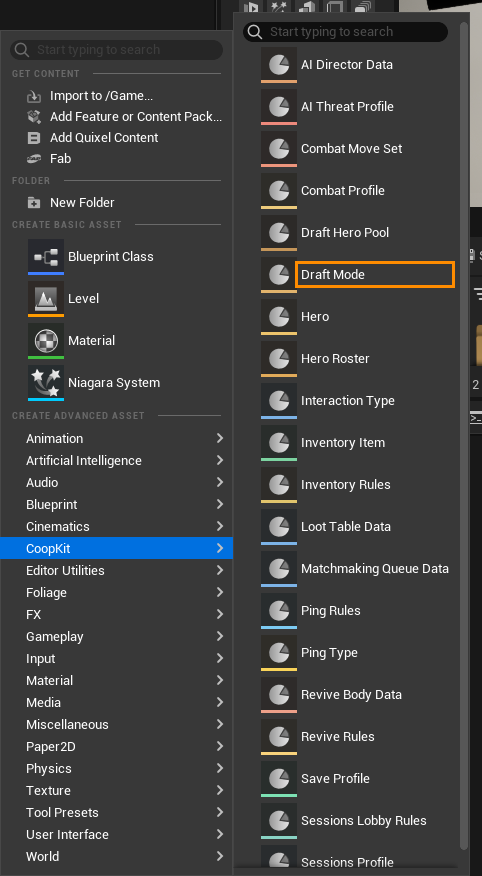 Start typing to search
GET CONTENT
Import to /Game...
Add Feature or Content Pack...
Add Quixel Content
Fab
FOLDER
New Folder
CREATE BASIC ASSET
Blueprint Class
Level
Material
Niagara System
CREATE ADVANCED ASSET
Animation
Artificial Intelligence
Audio
Blueprint
Cinematics
CoopKit
Editor Utilities
Foliage
FX
Gameplay
Input
Material
Media
Miscellaneous
Paper2D
Physics
Texture
Tool Presets
User Interface
World
Start typing to search
AI Director Data
AI Threat Profile
Combat Move Set
Combat Profile
Draft Hero Pool
Draft Mode
Hero
Hero Roster
Interaction Type
Inventory Item
Inventory Rules
Loot Table Data
Matchmaking Queue Data
Ping Rules
Ping Type
Revive Body Data
Revive Rules
Save Profile
Sessions Lobby Rules
Sessions Profile
S
2